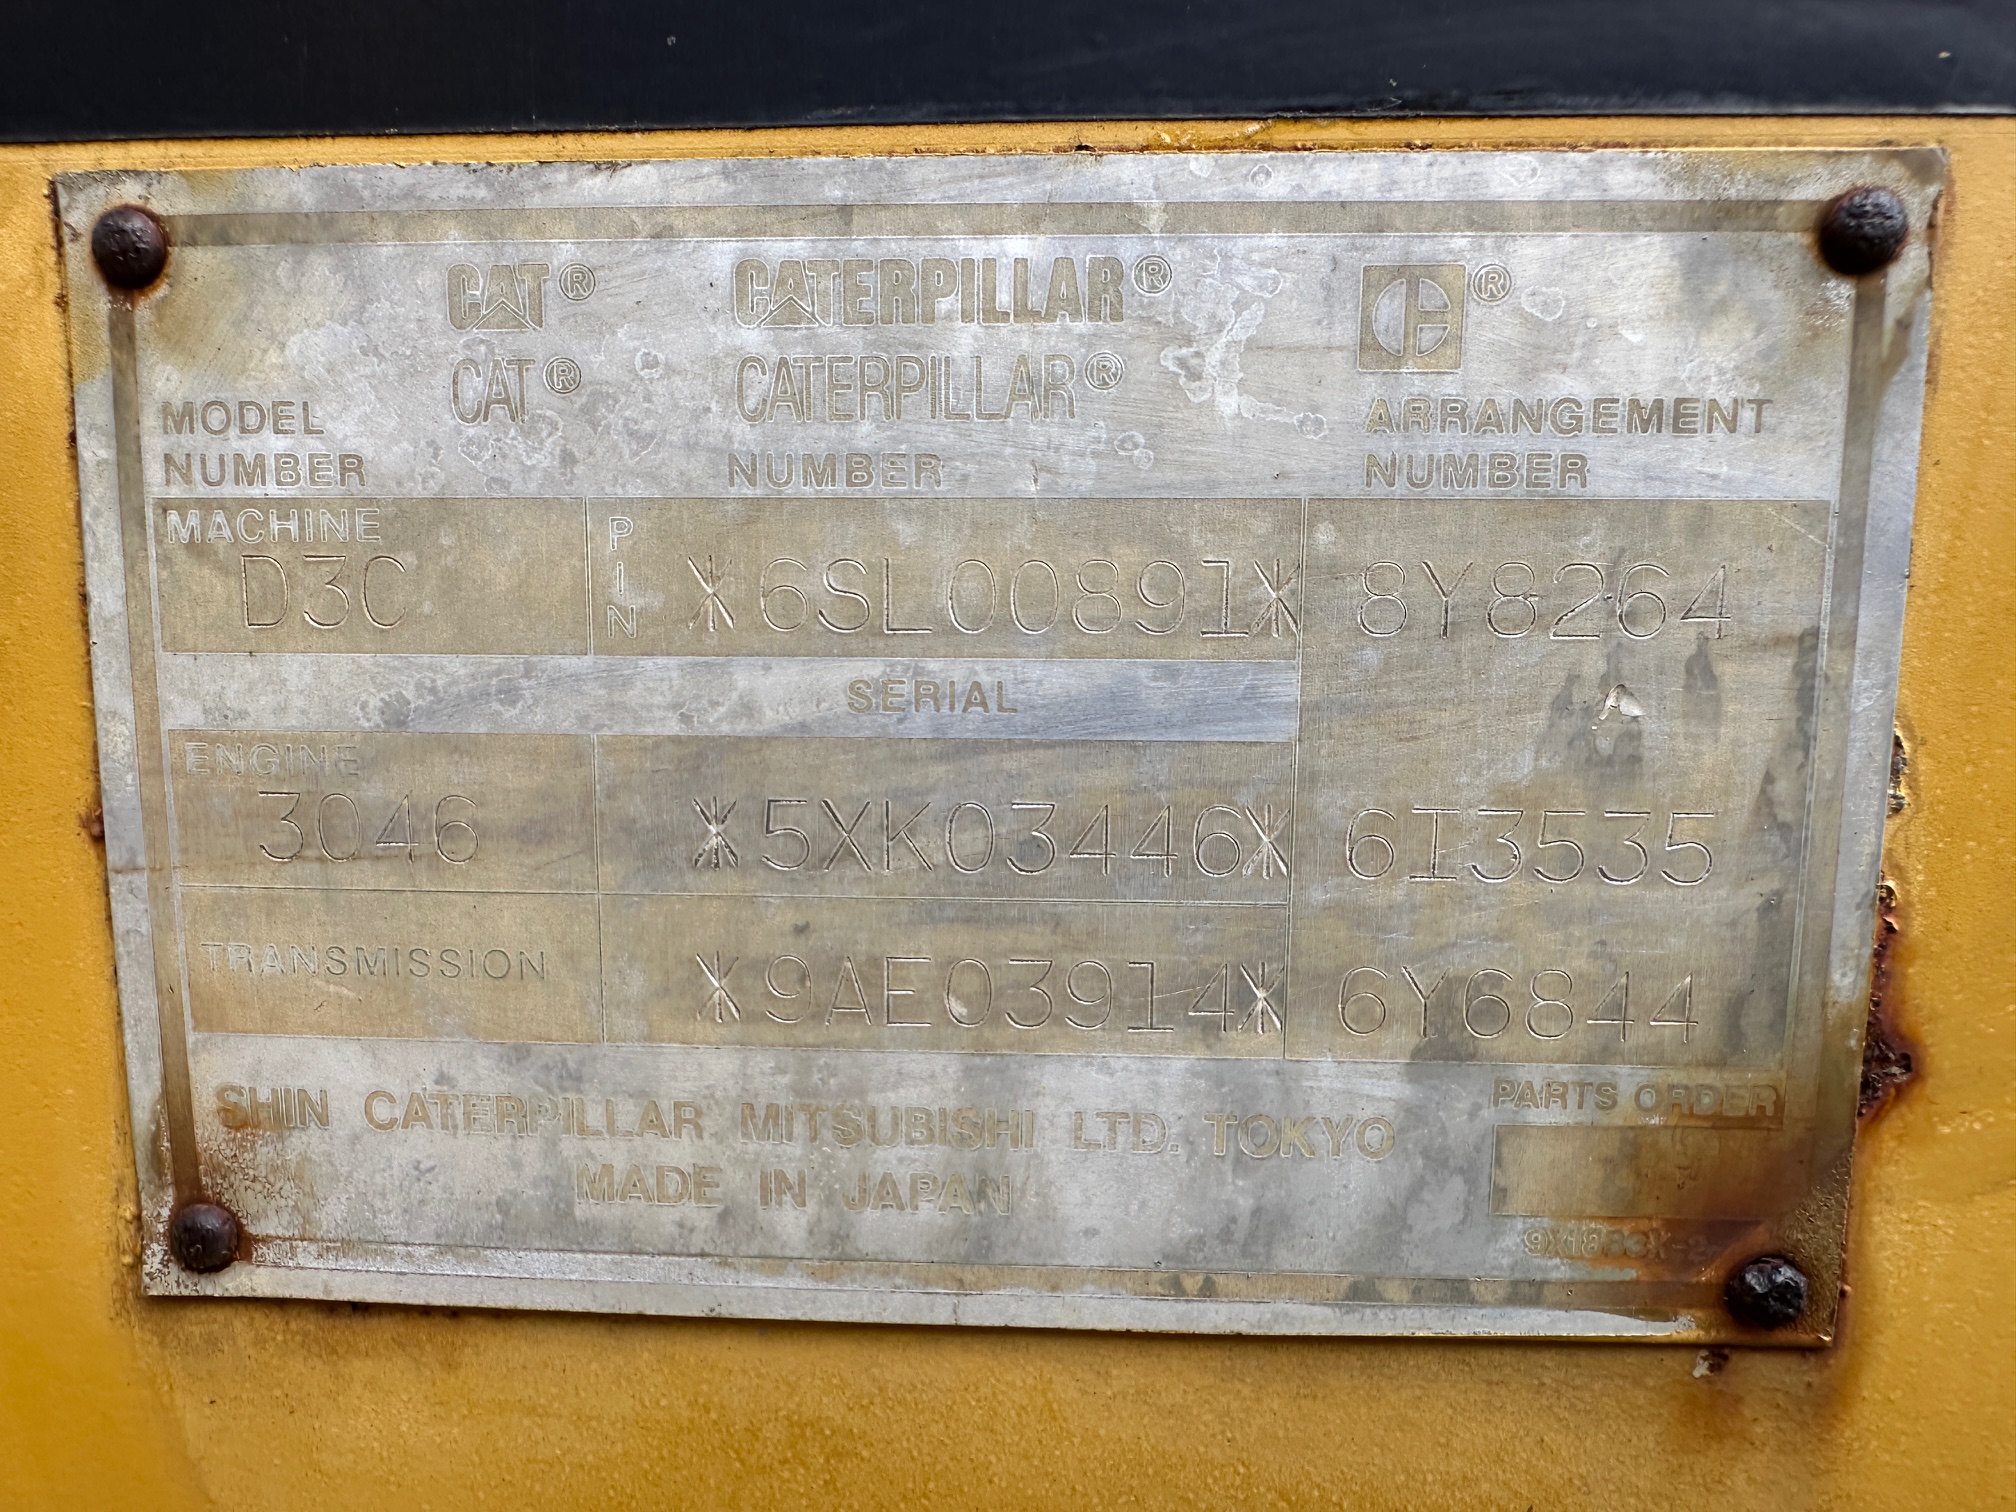 CAT® CATERPILLAR® C®
CAT® CATERPILLAR®
MODEL NUMBER NUMBER ARRANGEMENT NUMBER
MACHINE
D3C PIN *6SL00891* 8Y8264
SERIAL
ENGINE
3046 *5XK03446* 6I3535
TRANSMISSION *9AE03914* 6Y6844
SHIN CATERPILLAR MITSUBISHI LTD. TOKYO
MADE IN JAPAN
PARTS ORDER